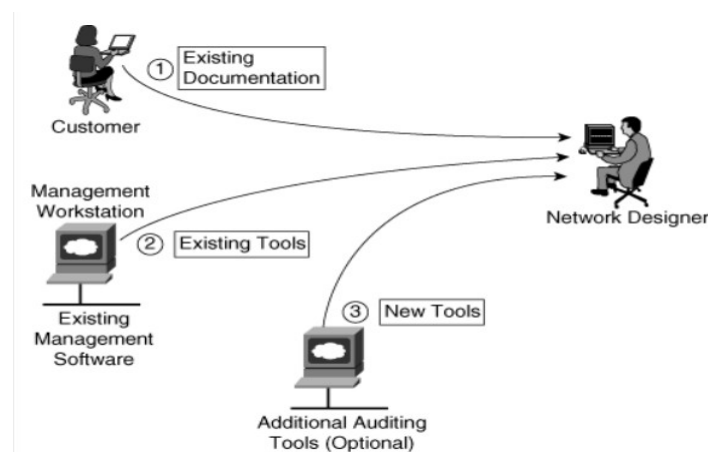 1
Existing
Documentation
Customer
Management
Workstation
2
Existing Tools
Network Designer
Existing
Management
Software
3
New Tools
Additional Auditing
Tools (Optional)